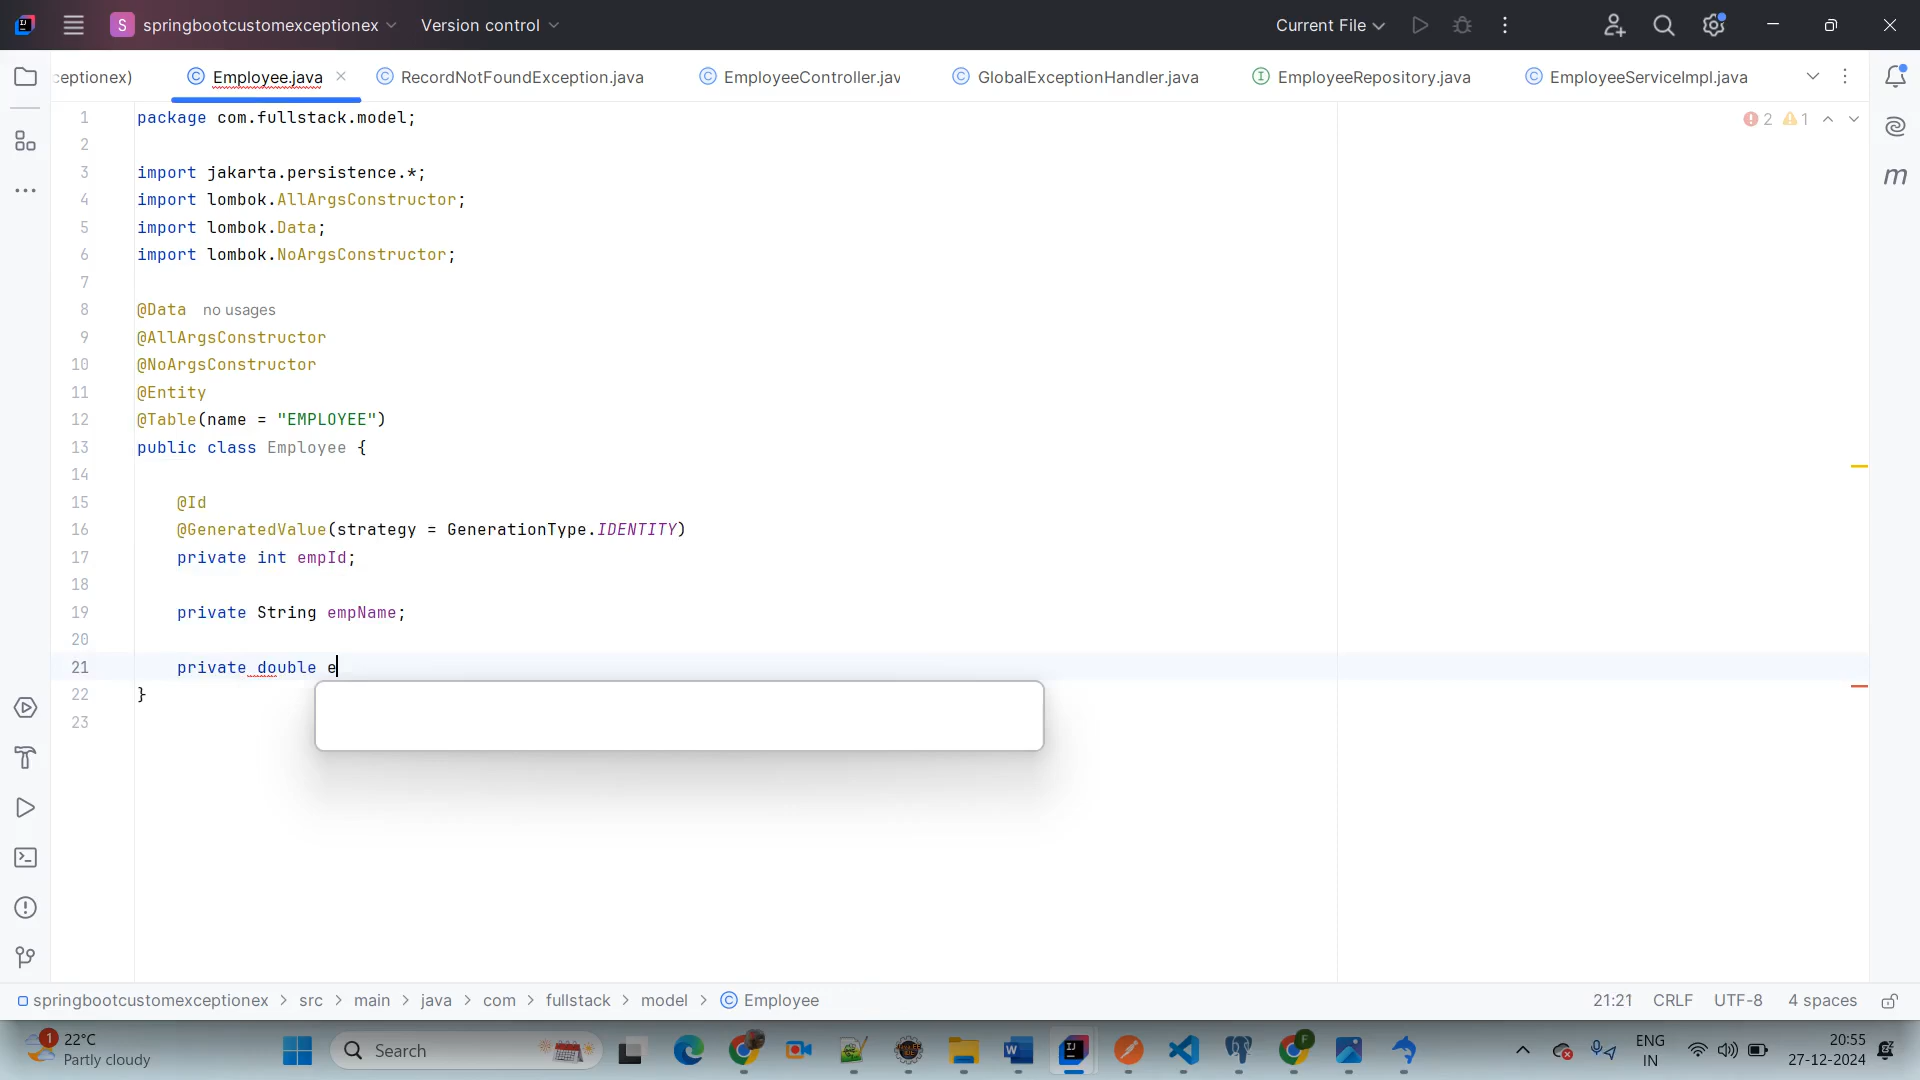 S springbootcustomexceptionex Version control Current File
ceptionex) Employee.java RecordNotFoundException.java EmployeeController.jav GlobalExceptionHandler.java EmployeeRepository.java EmployeeServiceImpl.java
2 1
1 package com.fullstack.model;
2
3 import jakarta.persistence.*;
4 import lombok.AllArgsConstructor;
5 import lombok.Data;
6 import lombok.NoArgsConstructor;
7
8 @Data no usages
9 @AllArgsConstructor
10 @NoArgsConstructor
11 @Entity
12 @Table(name = "EMPLOYEE")
13 public class Employee {
14
15 @Id
16 @GeneratedValue(strategy = GenerationType.IDENTITY)
17 private int empId;
18
19 private String empName;
20
21 private double e
22 }
23
springbootcustomexceptionex > src > main > java > com > fullstack > model > Employee 21:21 CRLF UTF-8 4 spaces
1 22°C
Partly cloudy
Search
ENG
IN
20:55
27-12-2024